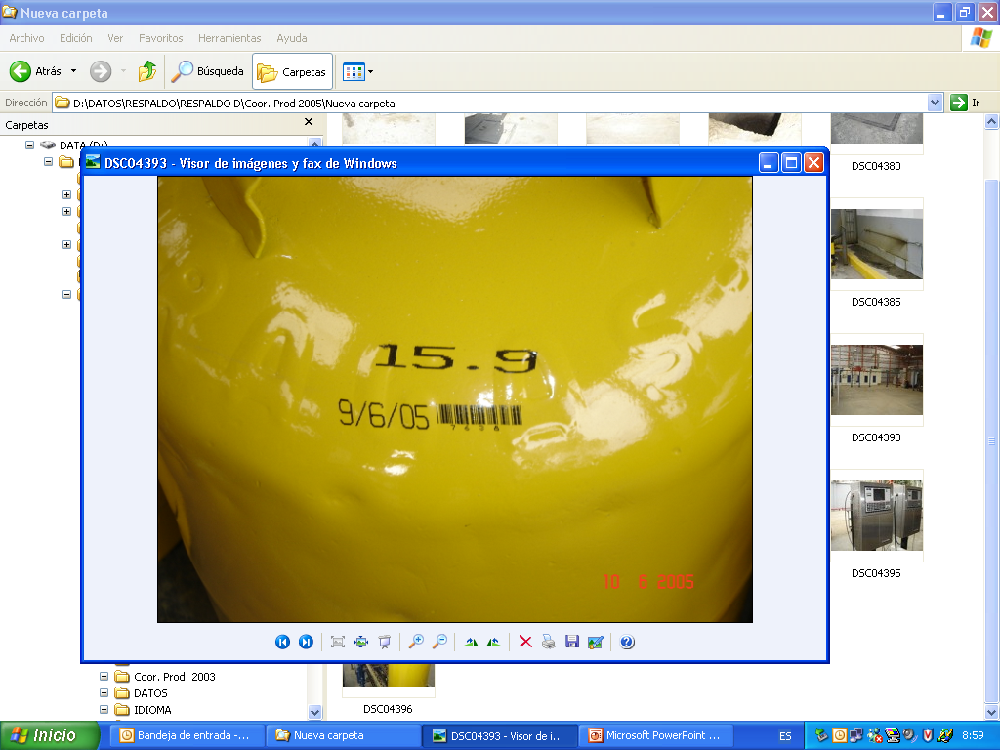 Nueva carpeta
Archivo Edición Ver Favoritos Herramientas Ayuda
Atrás Búsqueda Carpetas
Dirección D:\DATOS\RESPALDO\RESPALDO D\Coor. Prod 2005\Nueva carpeta Ir
Carpetas
DATA (D:)
DSC04380
DSC04393 - Visor de imágenes y fax de Windows
15.9
9/6/05
10 6 2005
DSC04385
DSC04390
DSC04395
Coor. Prod. 2003
DATOS
IDIOMA
DSC04396
Inicio Bandeja de entrada -... Nueva carpeta DSC04393 - Visor de i... Microsoft PowerPoint ... ES 8:59